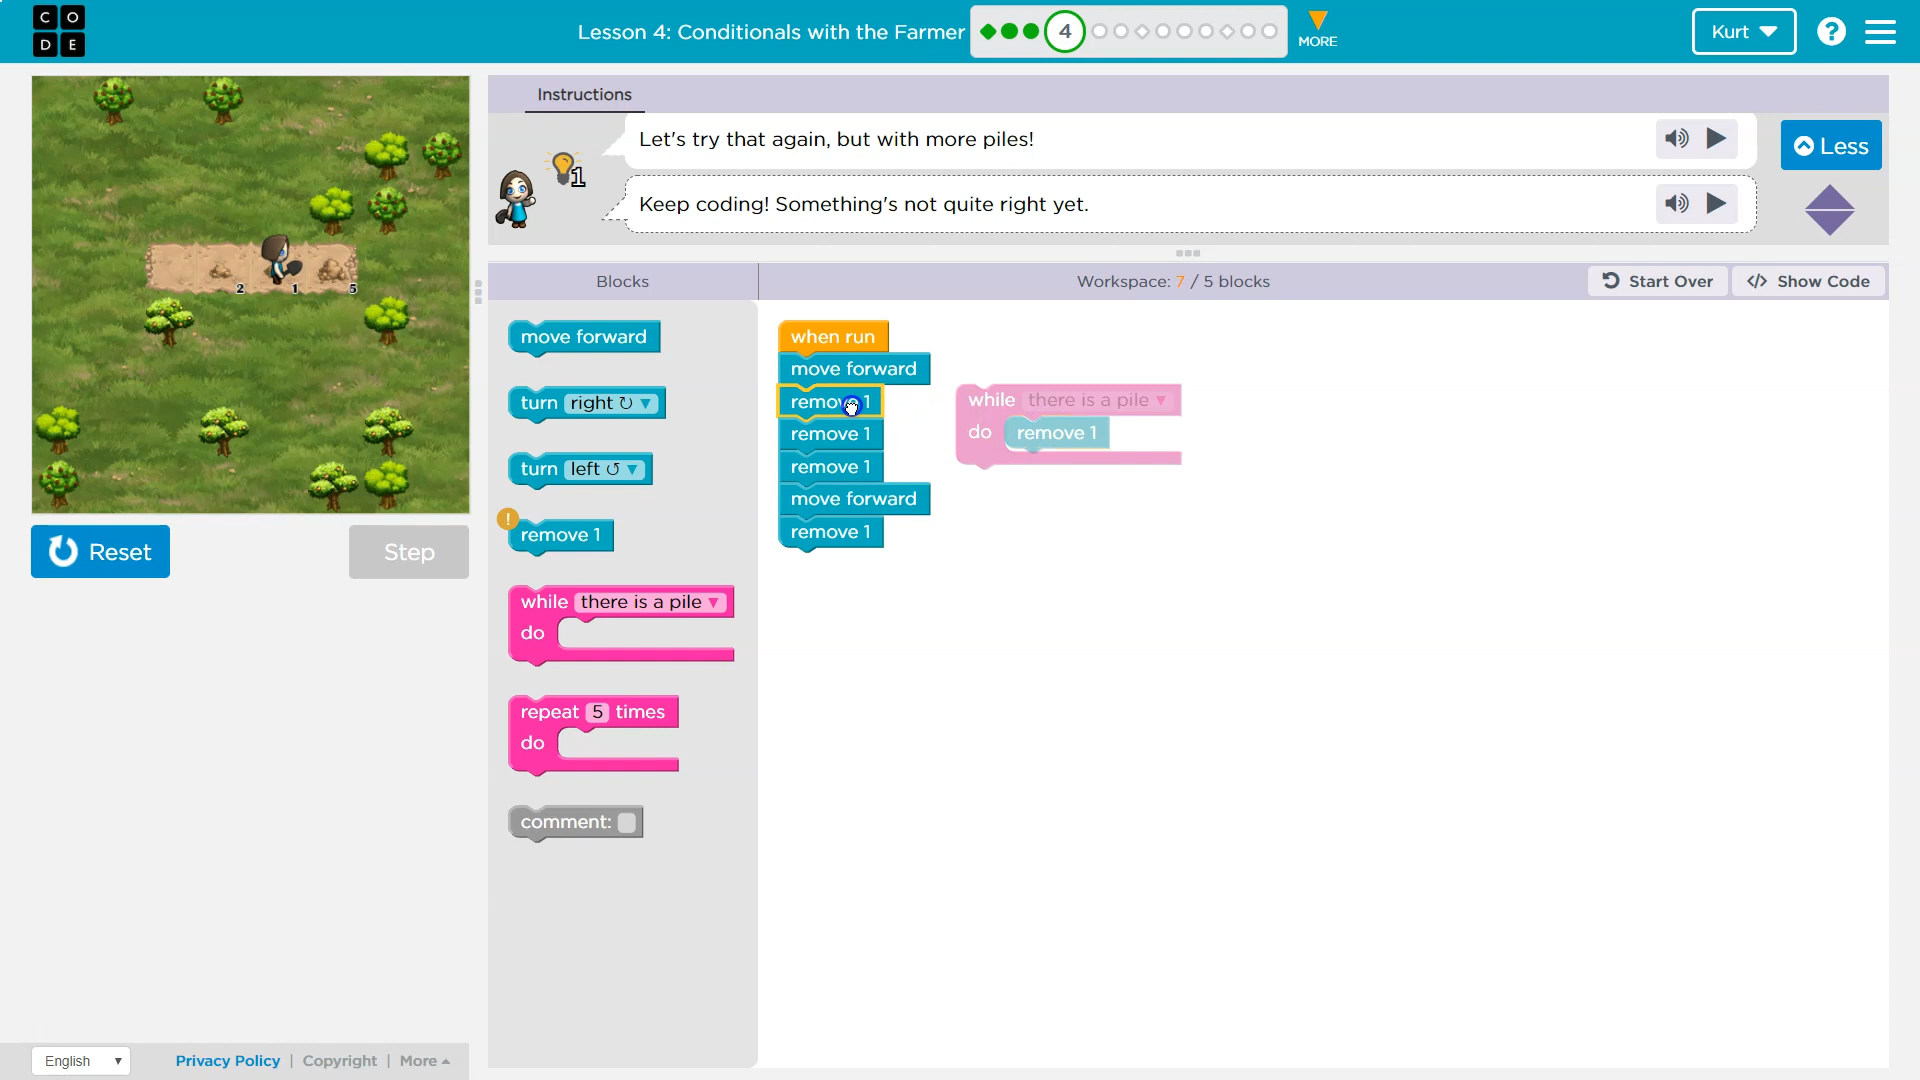 C O D E
Lesson 4: Conditionals with the Farmer
4
MORE
Kurt
?
Instructions
Let's try that again, but with more piles!
Less
1
Keep coding! Something's not quite right yet.
2 1 5
Reset
Step
Blocks
Workspace: 7 / 5 blocks
Start Over
</> Show Code
move forward
turn right ↻ ▼
turn left ↺ ▼
!
remove 1
while there is a pile ▼
do
repeat 5 times
do
comment:
when run
move forward
remove 1
remove 1
remove 1
move forward
remove 1
while there is a pile ▼
do remove 1
English ▼
Privacy Policy | Copyright | More